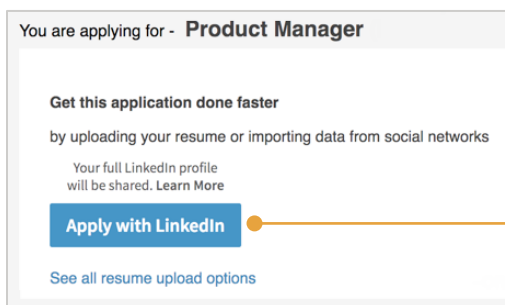 You are applying for - Product Manager
Get this application done faster
by uploading your resume or importing data from social networks
Your full LinkedIn profile
will be shared. Learn More
Apply with LinkedIn
See all resume upload options